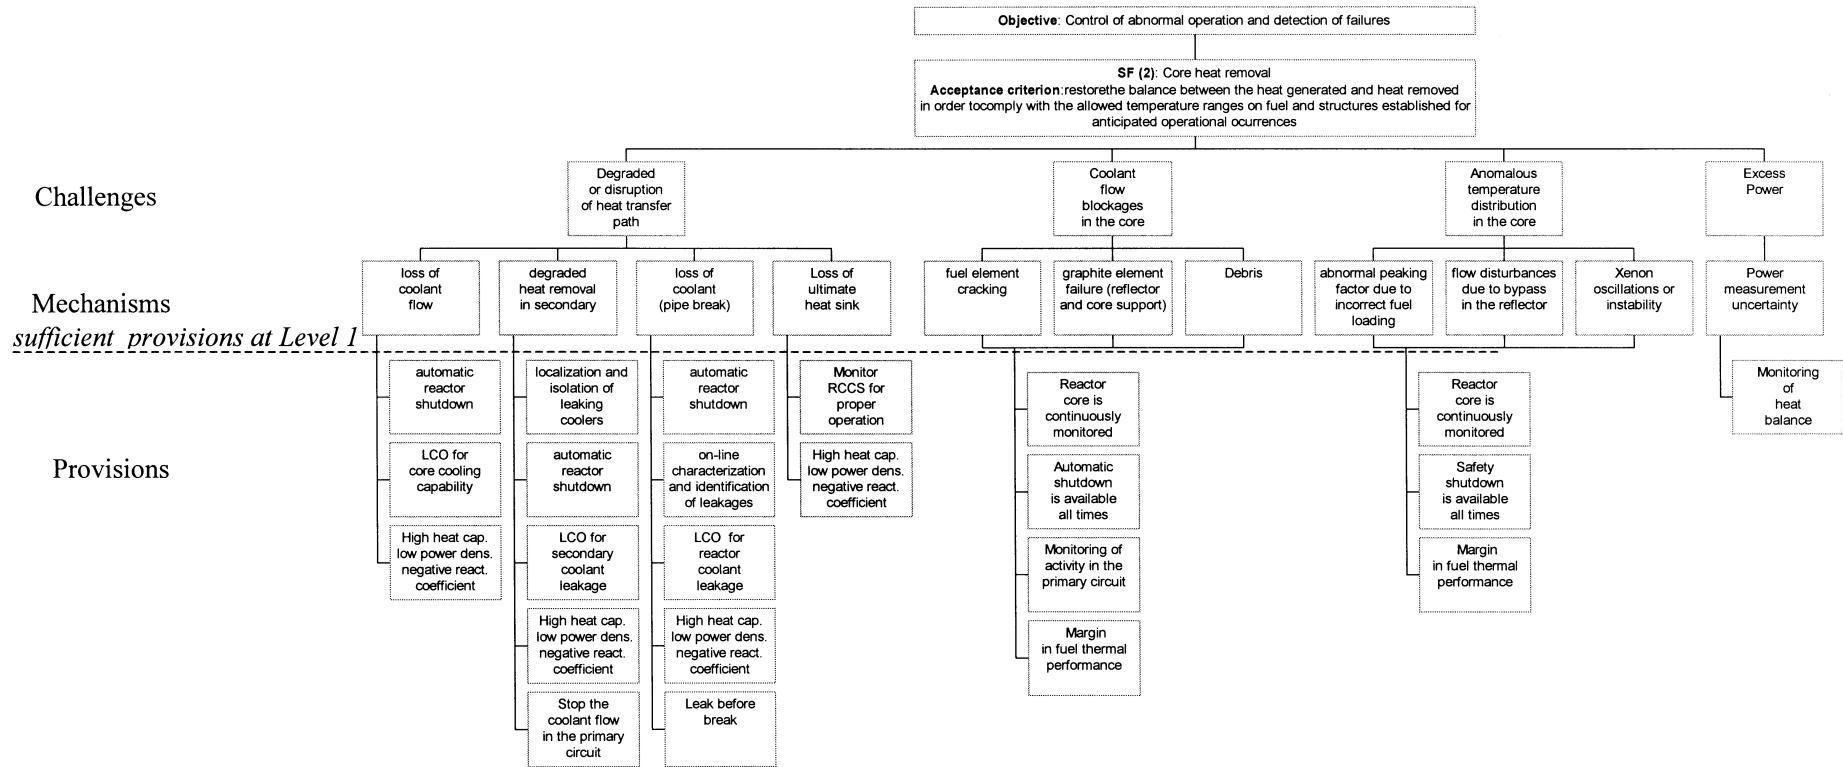 Objective: Control of abnormal operation and detection of failures
SF (2): Core heat removal
Acceptance criterion:restorethe balance between the heat generated and heat removed
in order tocomply with the allowed temperature ranges on fuel and structures established for
anticipated operational ocurrences
Challenges
Degraded
or disruption
of heat transfer
path
Coolant
flow
blockages
in the core
Anomalous
temperature
distribution
in the core
Excess
Power
Mechanisms
sufficient provisions at Level 1
loss of
coolant
flow
degraded
heat removal
in secondary
loss of
coolant
(pipe break)
Loss of
ultimate
heat sink
fuel element
cracking
graphite element
failure (reflector
and core support)
Debris
abnormal peaking
factor due to
incorrect fuel
loading
flow disturbances
due to bypass
in the reflector
Xenon
oscillations or
instability
Power
measurement
uncertainty
Provisions
automatic
reactor
shutdown
LCO for
core cooling
capability
High heat cap.
low power dens.
negative react.
coefficient
localization and
isolation of
leaking
coolers
automatic
reactor
shutdown
LCO for
secondary
coolant
leakage
High heat cap.
low power dens.
negative react.
coefficient
Stop the
coolant flow
in the primary
circuit
automatic
reactor
shutdown
on-line
characterization
and identification
of leakages
LCO for
reactor
coolant
leakage
High heat cap.
low power dens.
negative react.
coefficient
Leak before
break
Monitor
RCCS for
proper
operation
High heat cap.
low power dens.
negative react.
coefficient
Reactor
core is
continuously
monitored
Automatic
shutdown
is available
all times
Monitoring of
activity in the
primary circuit
Margin
in fuel thermal
performance
Reactor
core is
continuously
monitored
Safety
shutdown
is available
all times
Margin
in fuel thermal
performance
Monitoring
of
heat
balance